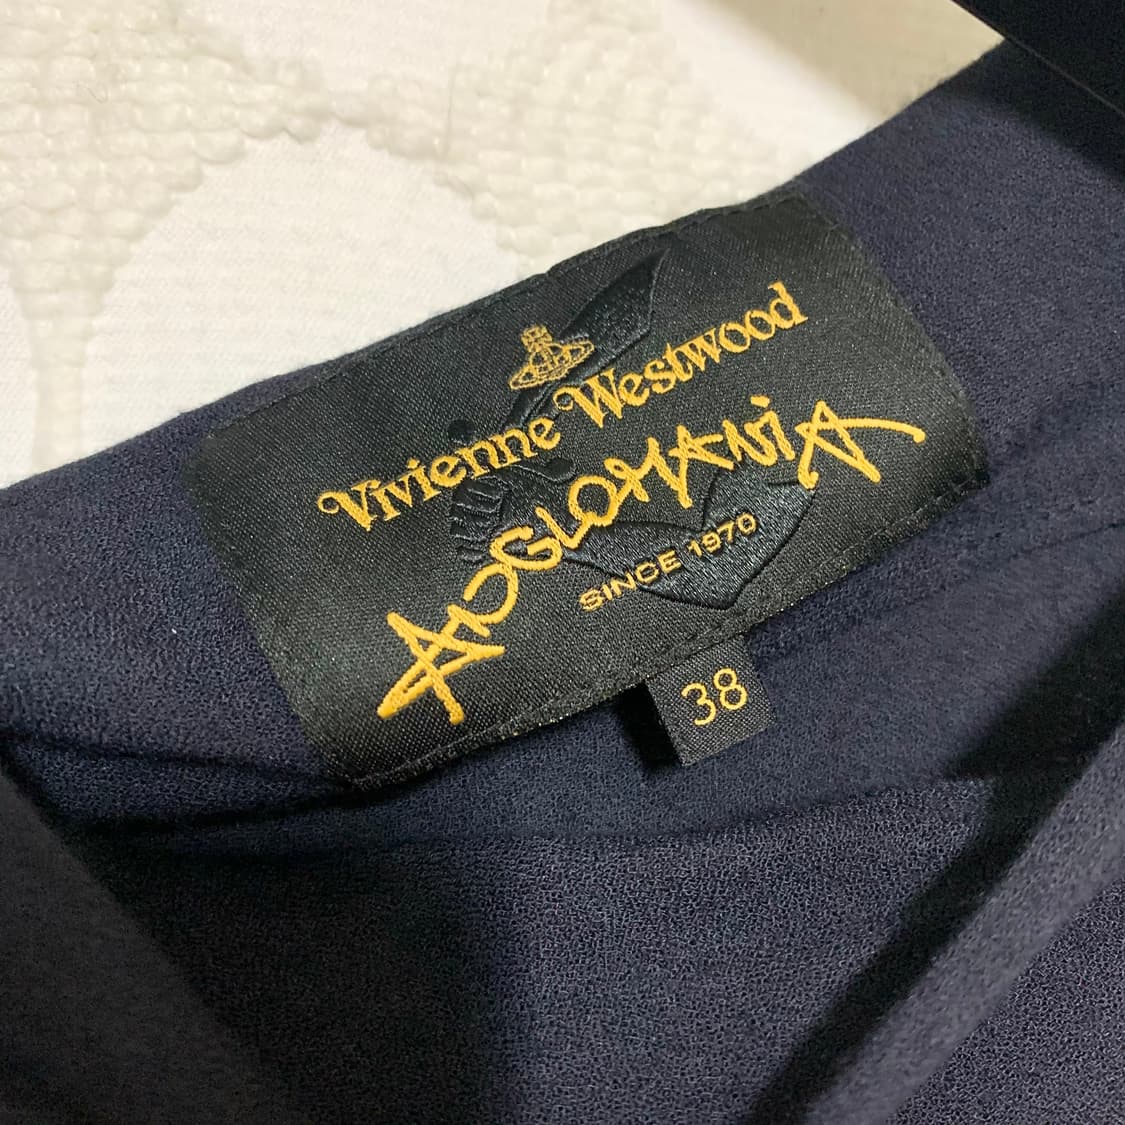 Vivienne Westwood
ANGLOMANiA
SINCE 1970
38